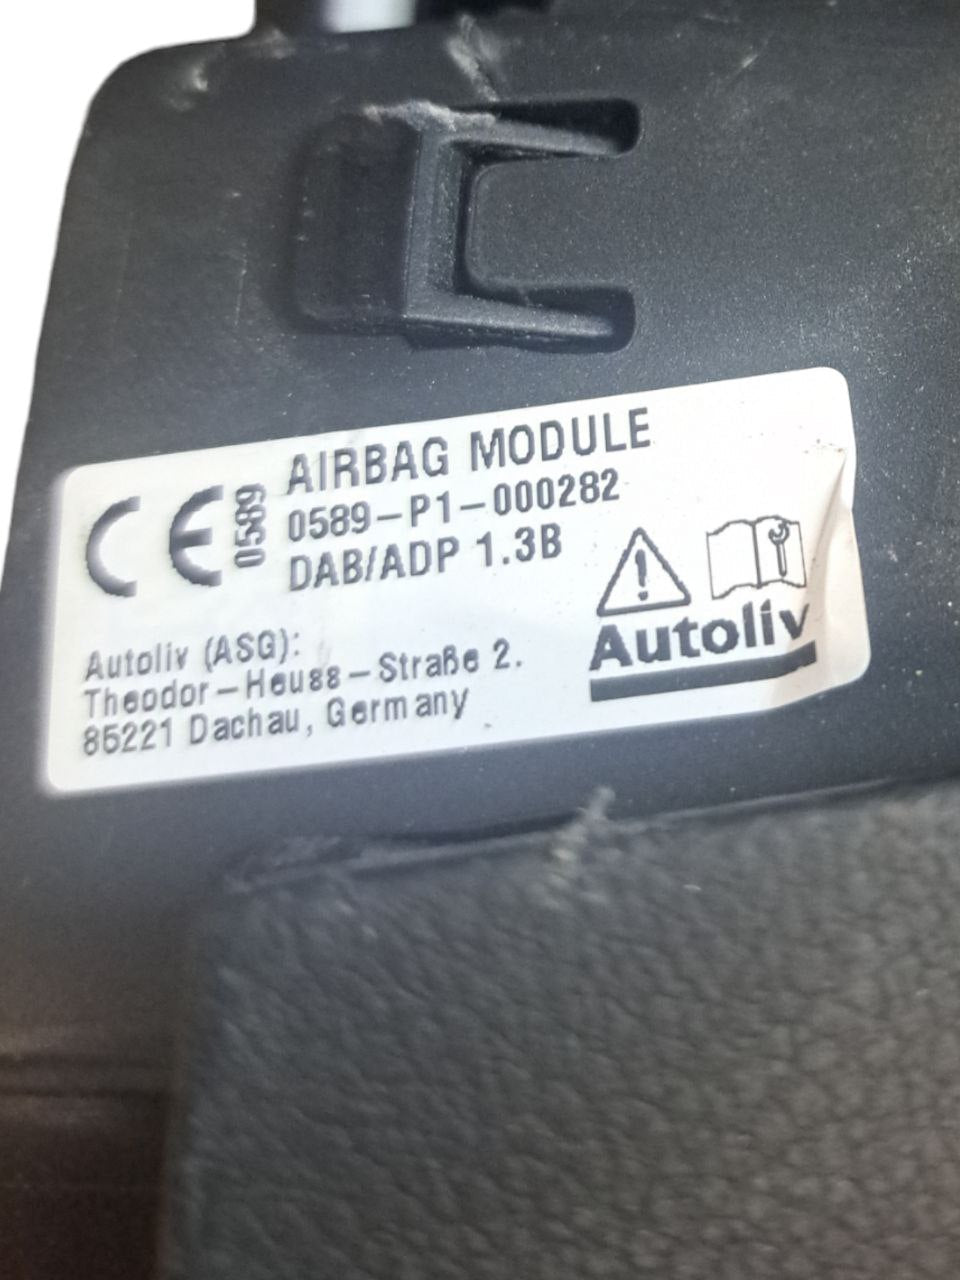 CE 0589
AIRBAG MODULE
0589-P1-000282
DAB/ADP 1.3B
Autoliv (ASG):
Theodor-Heuss-Straße 2.
85221 Dachau, Germany
Autoliv